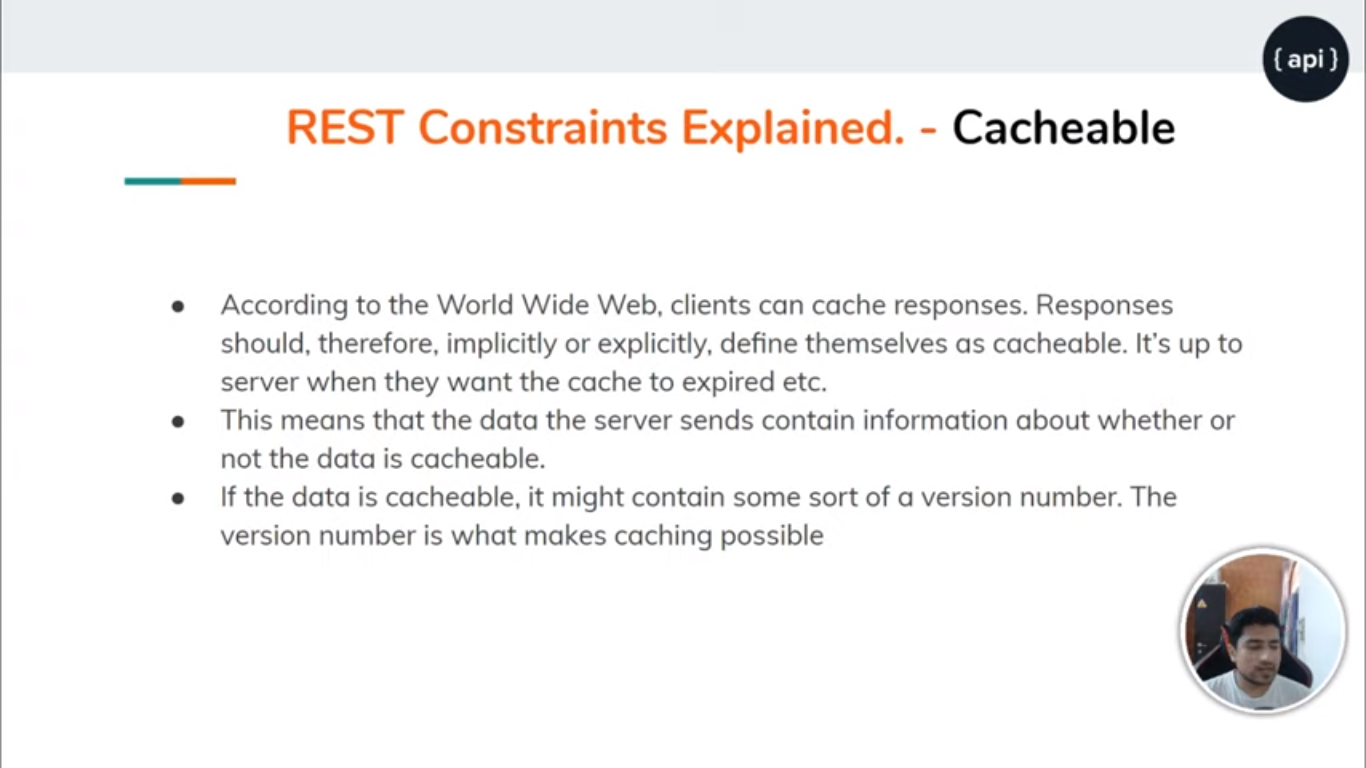 { api }
REST Constraints Explained. - Cacheable
● According to the World Wide Web, clients can cache responses. Responses
should, therefore, implicitly or explicitly, define themselves as cacheable. It's up to
server when they want the cache to expired etc.
● This means that the data the server sends contain information about whether or
not the data is cacheable.
● If the data is cacheable, it might contain some sort of a version number. The
version number is what makes caching possible